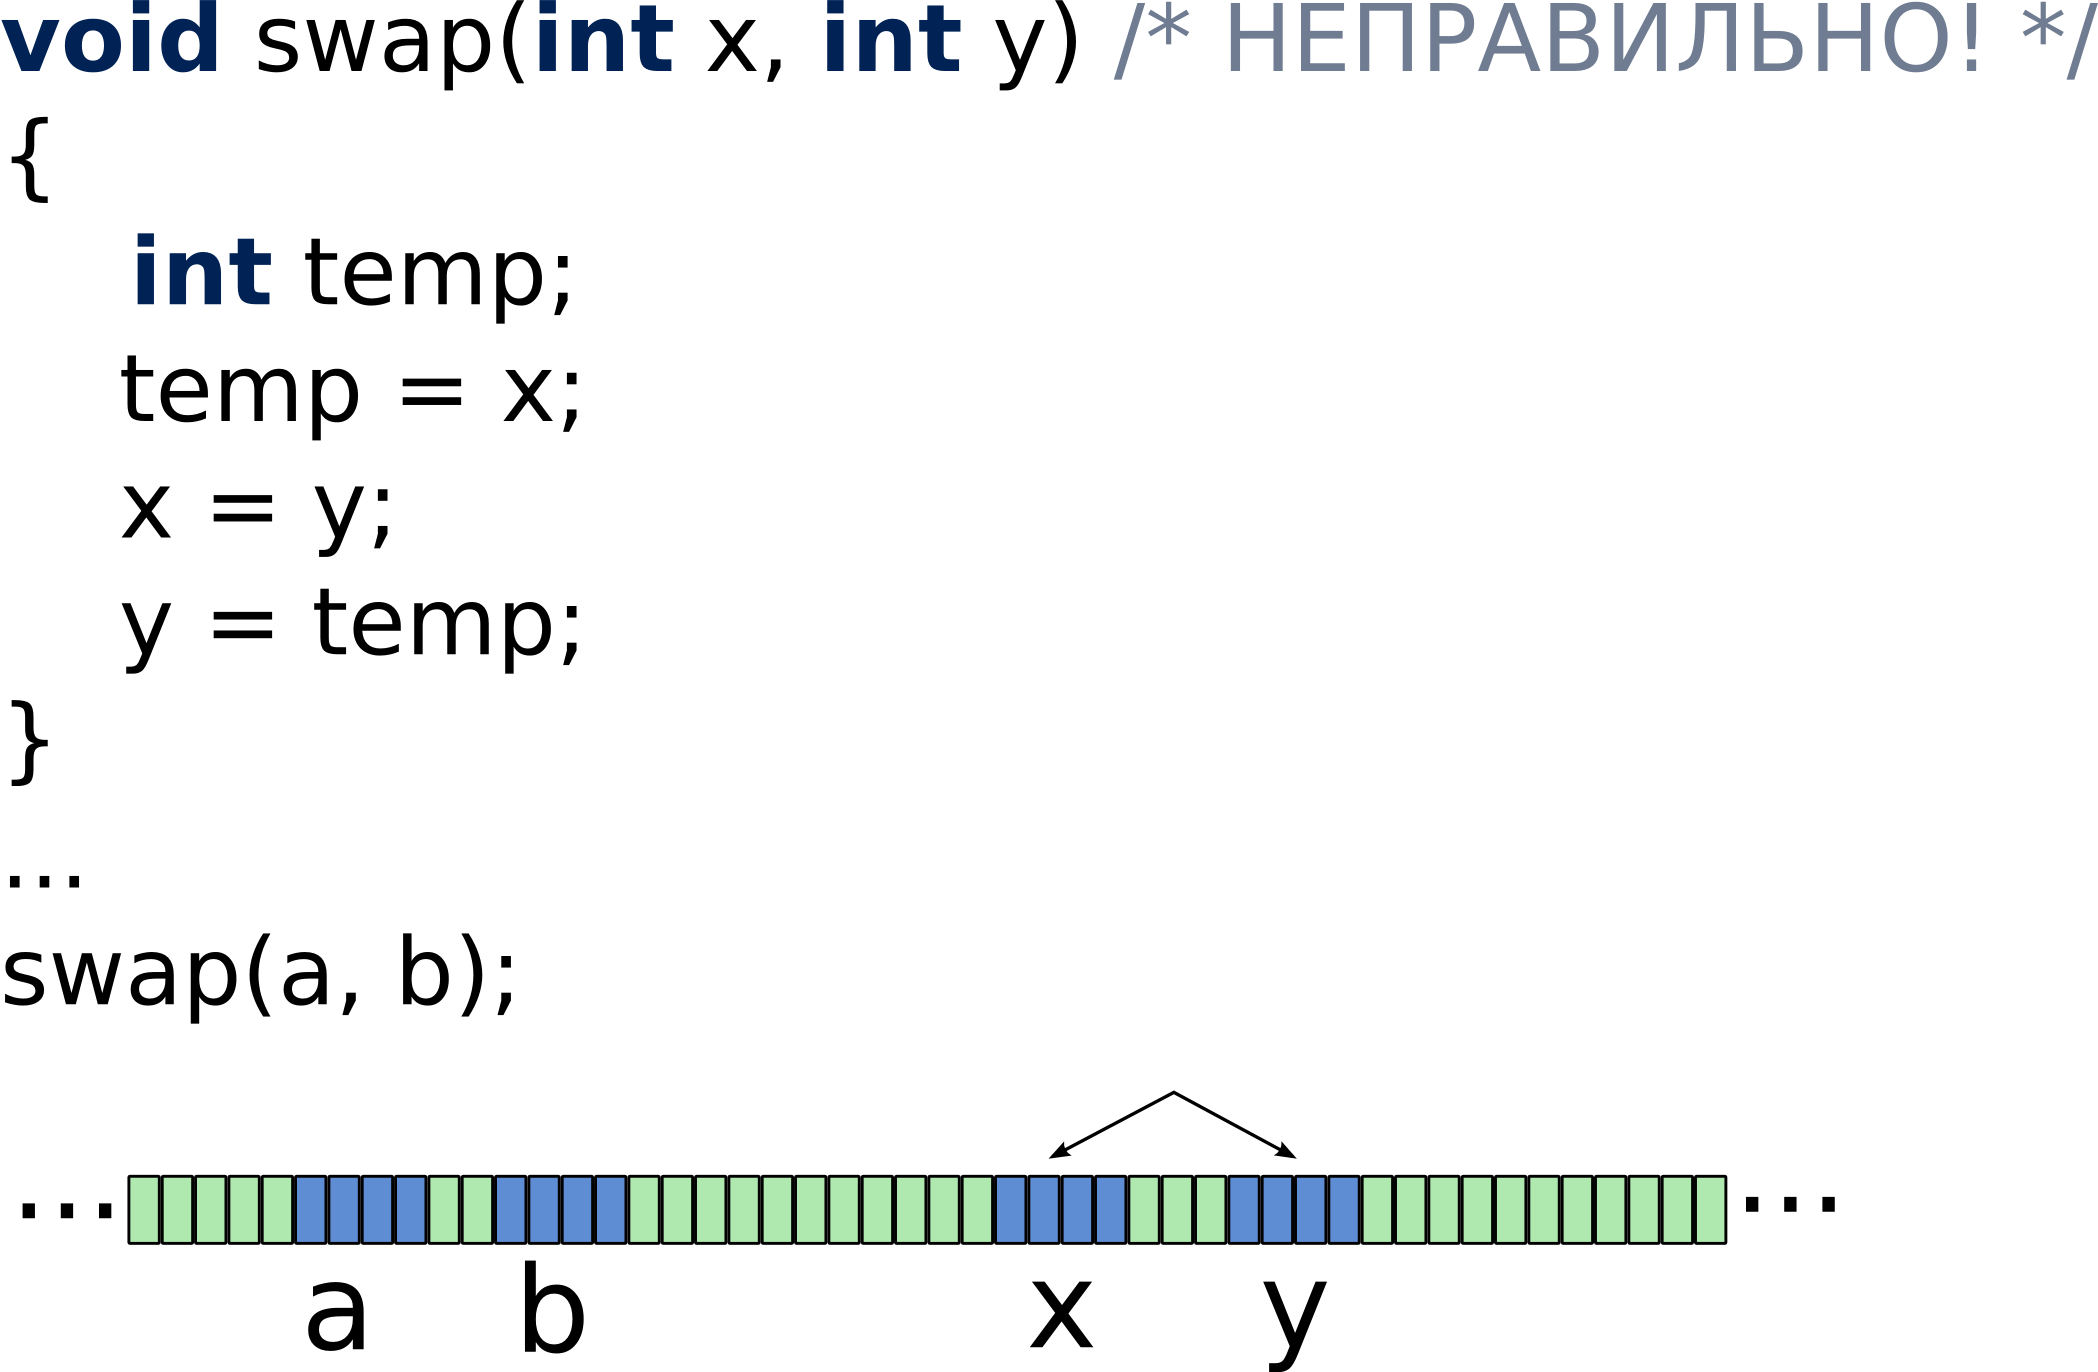 void swap(int x, int y) /* НЕПРАВИЛЬНО! */
{
int temp;
temp = x;
x = y;
y = temp;
}
...
swap(a, b);
... ...
a b x y